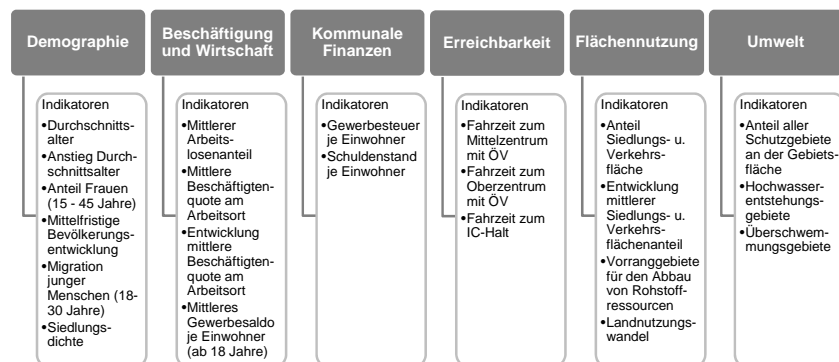 Demographie
Indikatoren
•Durchschnitts-
alter
•Anstieg Durch-
schnittsalter
•Anteil Frauen
(15 - 45 Jahre)
•Mittelfristige
Bevölkerungs-
entwicklung
•Migration
junger
Menschen (18-
30 Jahre)
•Siedlungs-
dichte
Beschäftigung
und Wirtschaft
Indikatoren
•Mittlerer
Arbeits-
losenanteil
•Mittlere
Beschäftigten-
quote am
Arbeitsort
•Entwicklung
mittlere
Beschäftigten-
quote am
Arbeitsort
•Mittleres
Gewerbesaldo
je Einwohner
(ab 18 Jahre)
Kommunale
Finanzen
Indikatoren
•Gewerbesteuer
je Einwohner
•Schuldenstand
je Einwohner
Erreichbarkeit
Indikatoren
•Fahrzeit zum
Mittelzentrum
mit ÖV
•Fahrzeit zum
Oberzentrum
mit ÖV
•Fahrzeit zum
IC-Halt
Flächennutzung
Indikatoren
•Anteil
Siedlungs- u.
Verkehrs-
fläche
•Entwicklung
mittlerer
Siedlungs- u.
Verkehrs-
flächenanteil
•Vorranggebiete
für den Abbau
von Rohstoff-
ressourcen
•Landnutzungs-
wandel
Umwelt
Indikatoren
•Anteil aller
Schutzgebiete
an der Gebiets-
fläche
•Hochwasser-
entstehungs-
gebiete
•Überschwem-
mungsgebiete